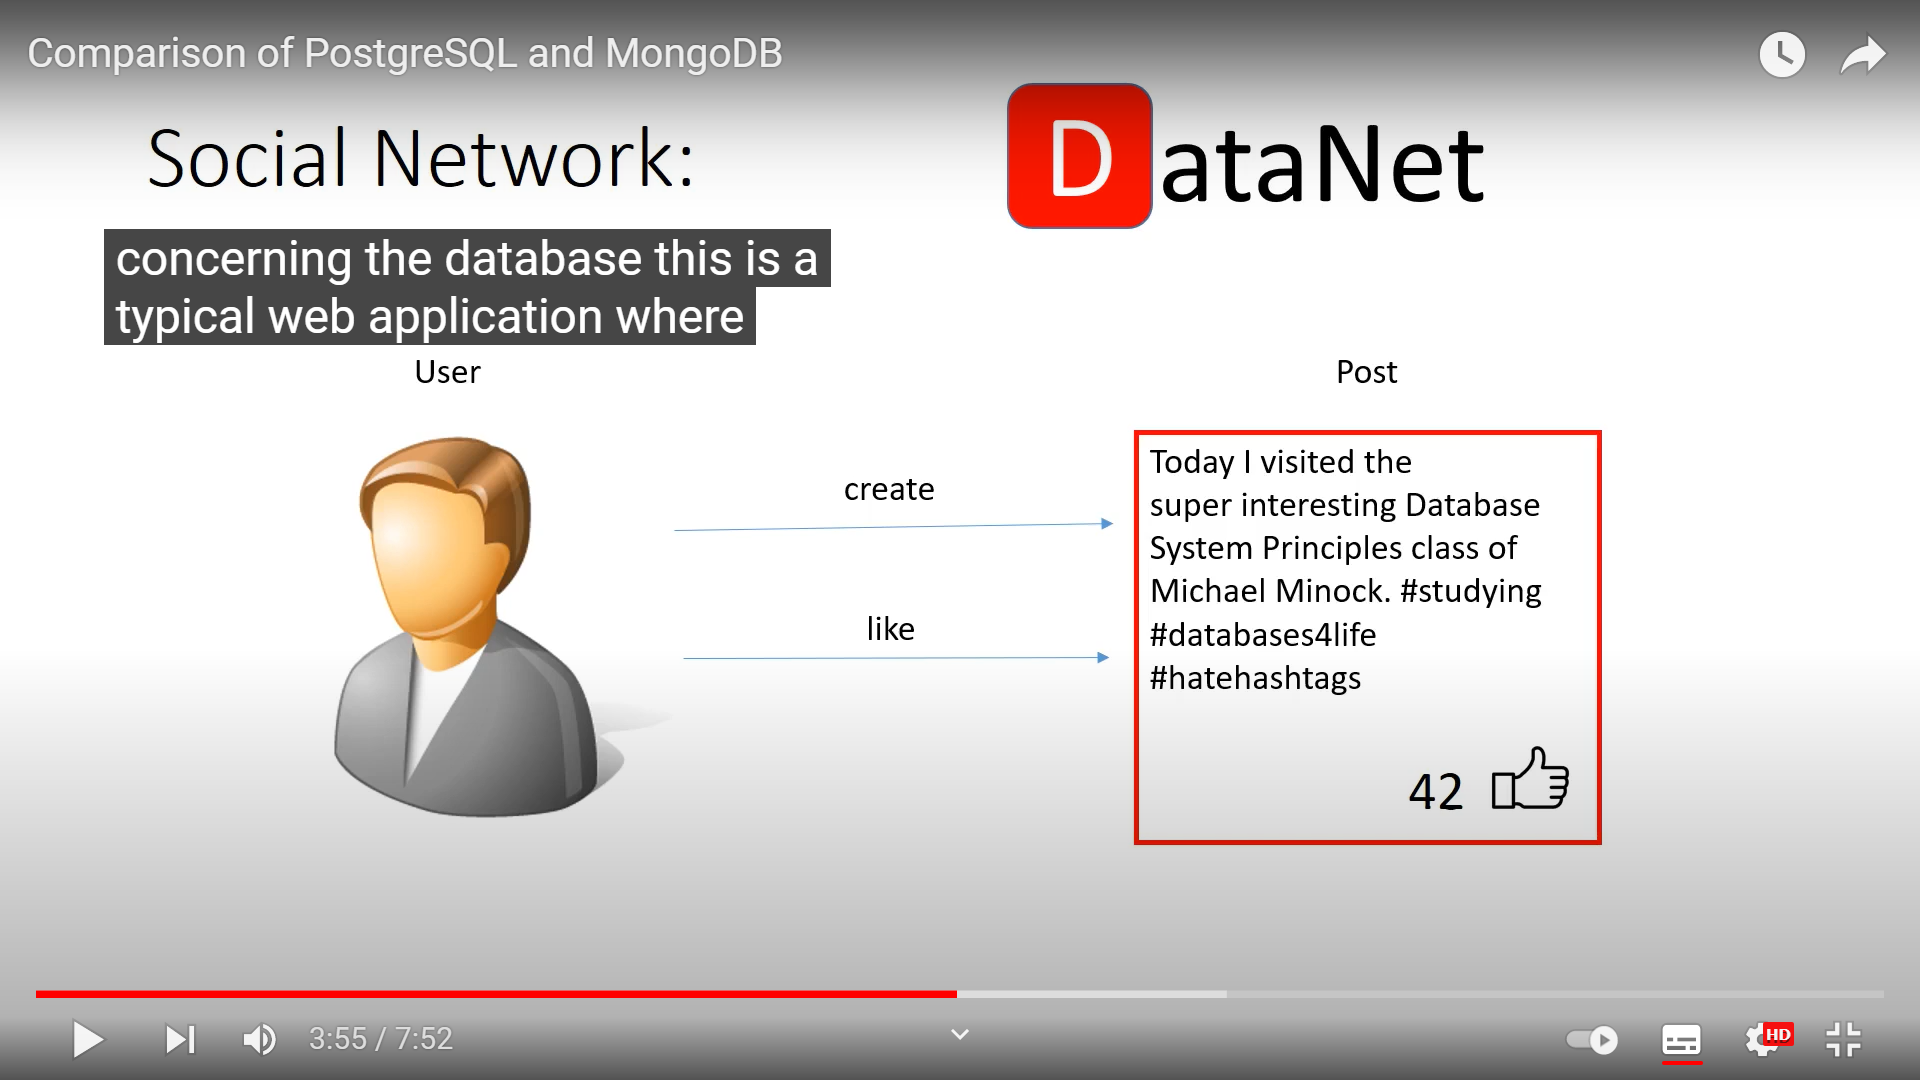 Comparison of PostgreSQL and MongoDB
Social Network:
DataNet
concerning the database this is a
typical web application where
User
Post
create
like
Today I visited the
super interesting Database
System Principles class of
Michael Minock. #studying
#databases4life
#hatehashtags
42
3:55 / 7:52
HD